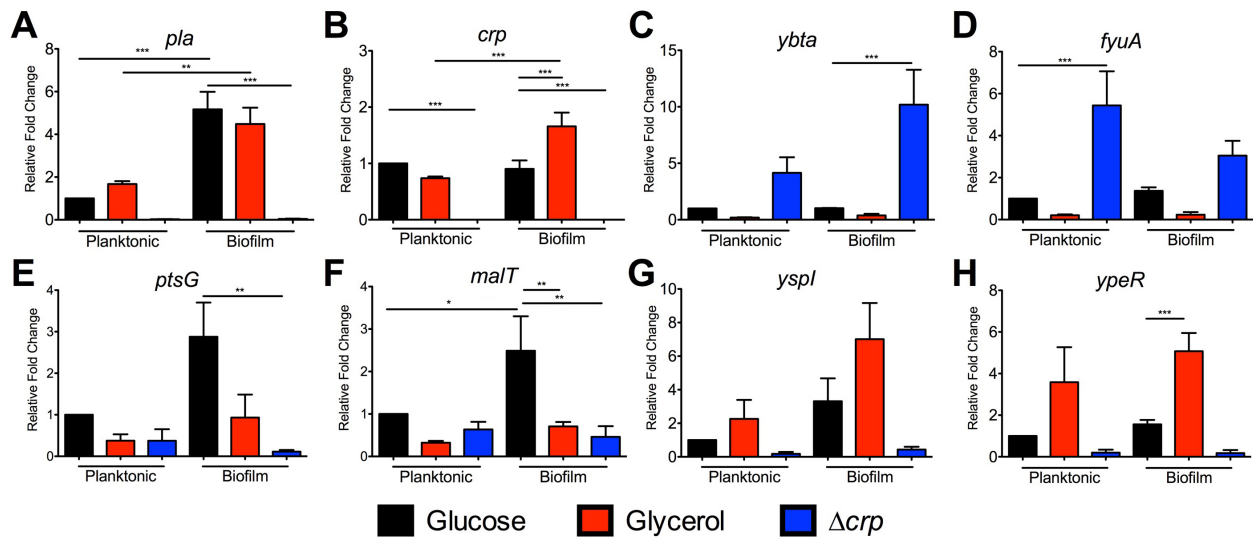 A
pla
Relative Fold Change
8
6
4
2
0
***
**
***
Planktonic
Biofilm
B
crp
Relative Fold Change
3
2
1
0
***
***
***
***
Planktonic
Biofilm
C
ybta
Relative Fold Change
15
10
5
0
***
Planktonic
Biofilm
D
fyuA
Relative Fold Change
8
6
4
2
0
***
Planktonic
Biofilm
E
ptsG
Relative Fold Change
4
3
2
1
0
**
Planktonic
Biofilm
F
malT
Relative Fold Change
4
3
2
1
0
*
**
**
Planktonic
Biofilm
G
yspI
Relative Fold Change
10
8
6
4
2
0
Planktonic
Biofilm
H
ypeR
Relative Fold Change
8
6
4
2
0
***
Planktonic
Biofilm
Glucose
Glycerol
Δcrp